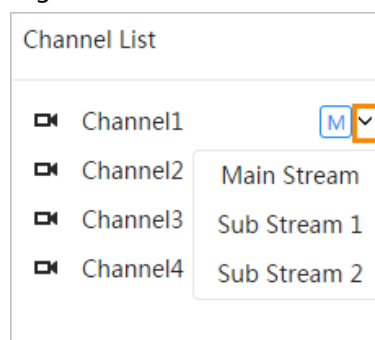 Channel List
Channel1 M
Channel2 Main Stream
Channel3 Sub Stream 1
Channel4 Sub Stream 2